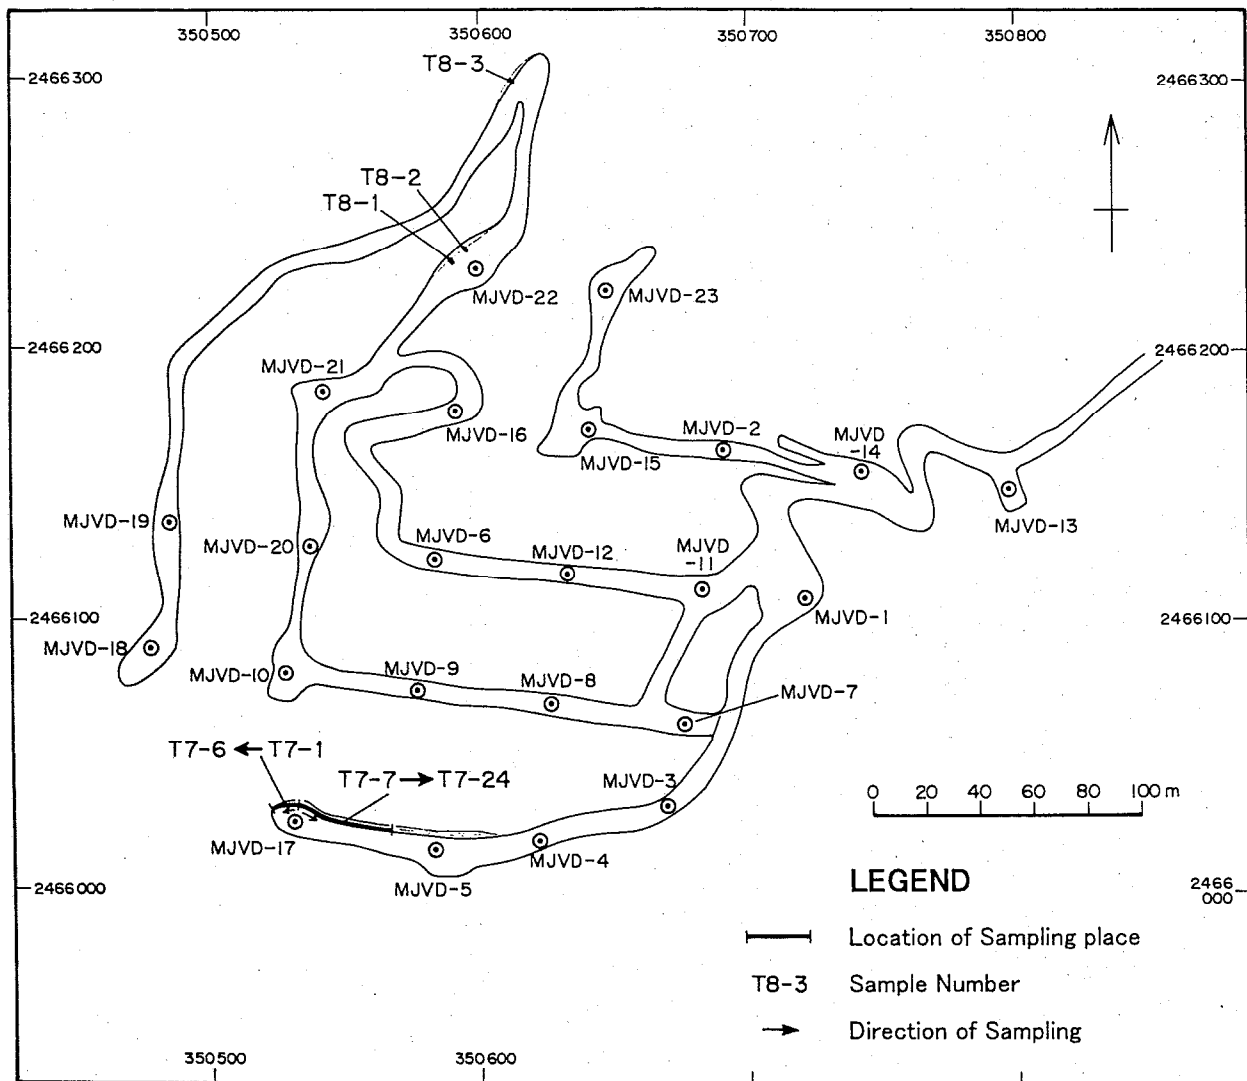 350500
350600
350700
350800
2466300
2466300
T8-3
T8-2
T8-1
MJVD-22
MJVD-23
2466200
2466200
MJVD-21
MJVD-16
MJVD-15
MJVD-2
MJVD
-14
MJVD-13
MJVD-19
MJVD-20
MJVD-6
MJVD-12
MJVD
-11
MJVD-1
2466100
2466100
MJVD-18
MJVD-10
MJVD-9
MJVD-8
MJVD-7
T7-6 ← T7-1
T7-7 → T7-24
MJVD-3
MJVD-17
MJVD-5
MJVD-4
0 20 40 60 80 100 m
2466000
2466
000
LEGEND
Location of Sampling place
T8-3 Sample Number
→ Direction of Sampling
350500
350600